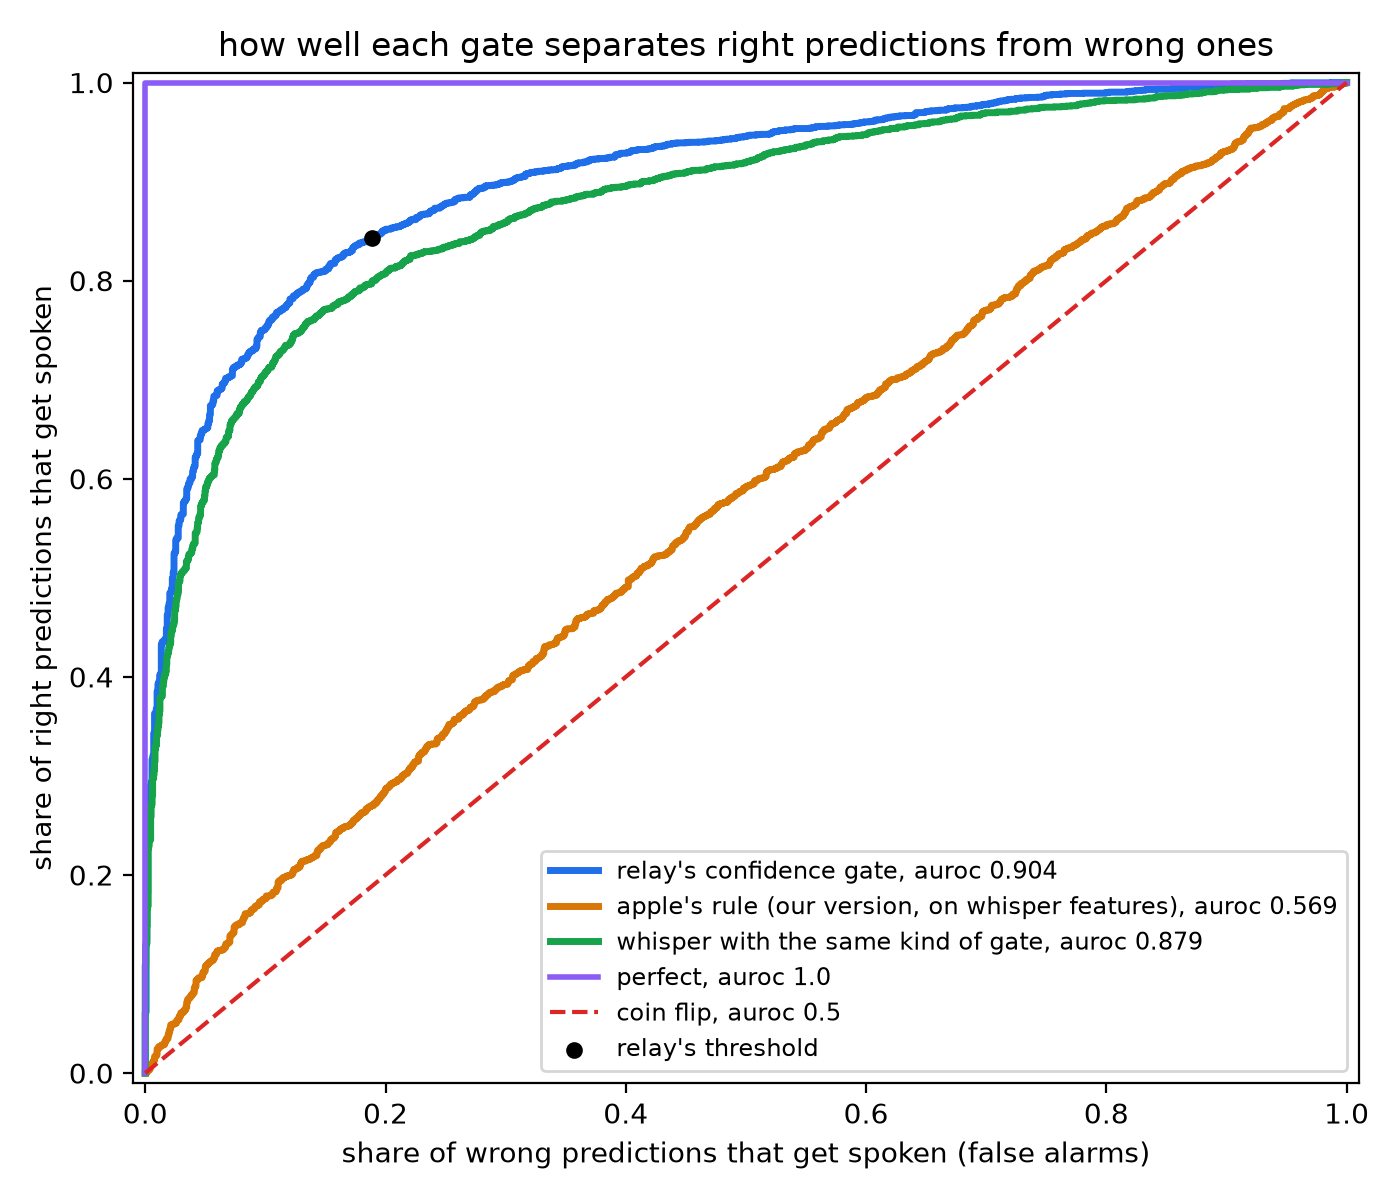 how well each gate separates right predictions from wrong ones
share of right predictions that get spoken
1.0
0.8
0.6
0.4
0.2
0.0
relay's confidence gate, auroc 0.904
apple's rule (our version, on whisper features), auroc 0.569
whisper with the same kind of gate, auroc 0.879
perfect, auroc 1.0
coin flip, auroc 0.5
relay's threshold
0.0 0.2 0.4 0.6 0.8 1.0
share of wrong predictions that get spoken (false alarms)